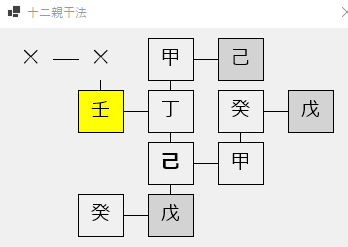 十二親干法
× × 甲 己
壬 丁 癸 戊
己 甲
癸 戊